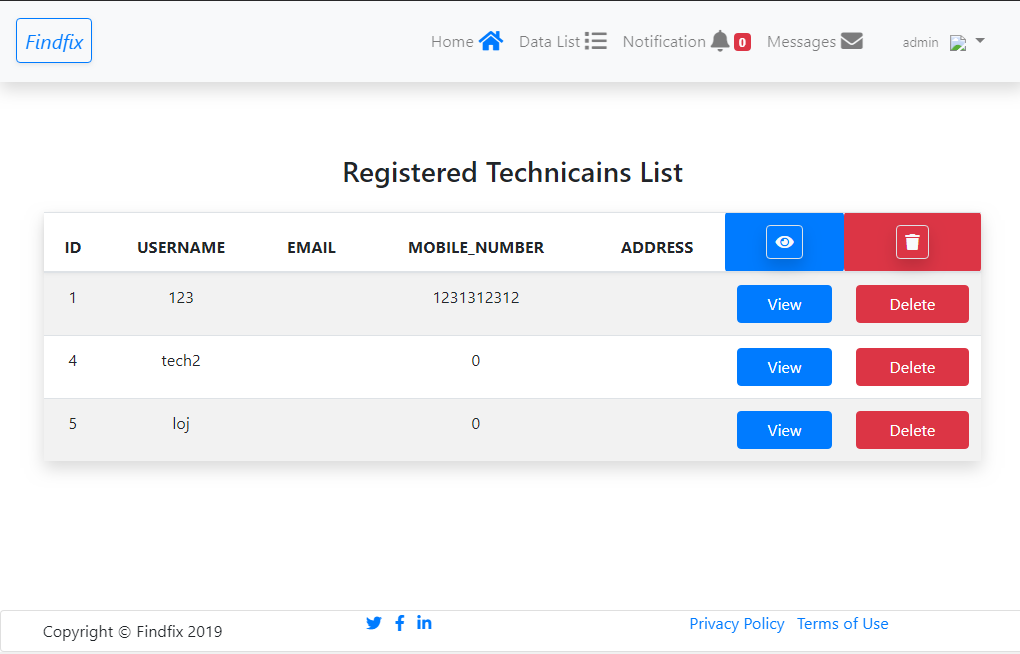 Findfix Home Data List Notification 0 Messages admin
Registered Technicains List
ID USERNAME EMAIL MOBILE_NUMBER ADDRESS
1 123 1231312312 View Delete
4 tech2 0 View Delete
5 loj 0 View Delete
Copyright © Findfix 2019 Privacy Policy Terms of Use